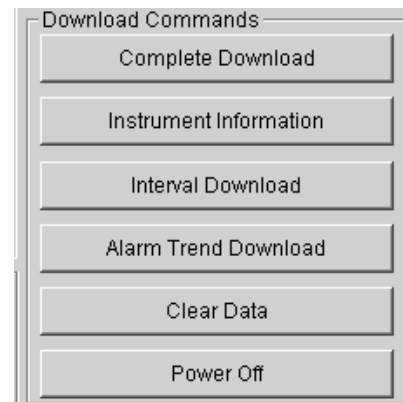 Download Commands
Complete Download
Instrument Information
Interval Download
Alarm Trend Download
Clear Data
Power Off